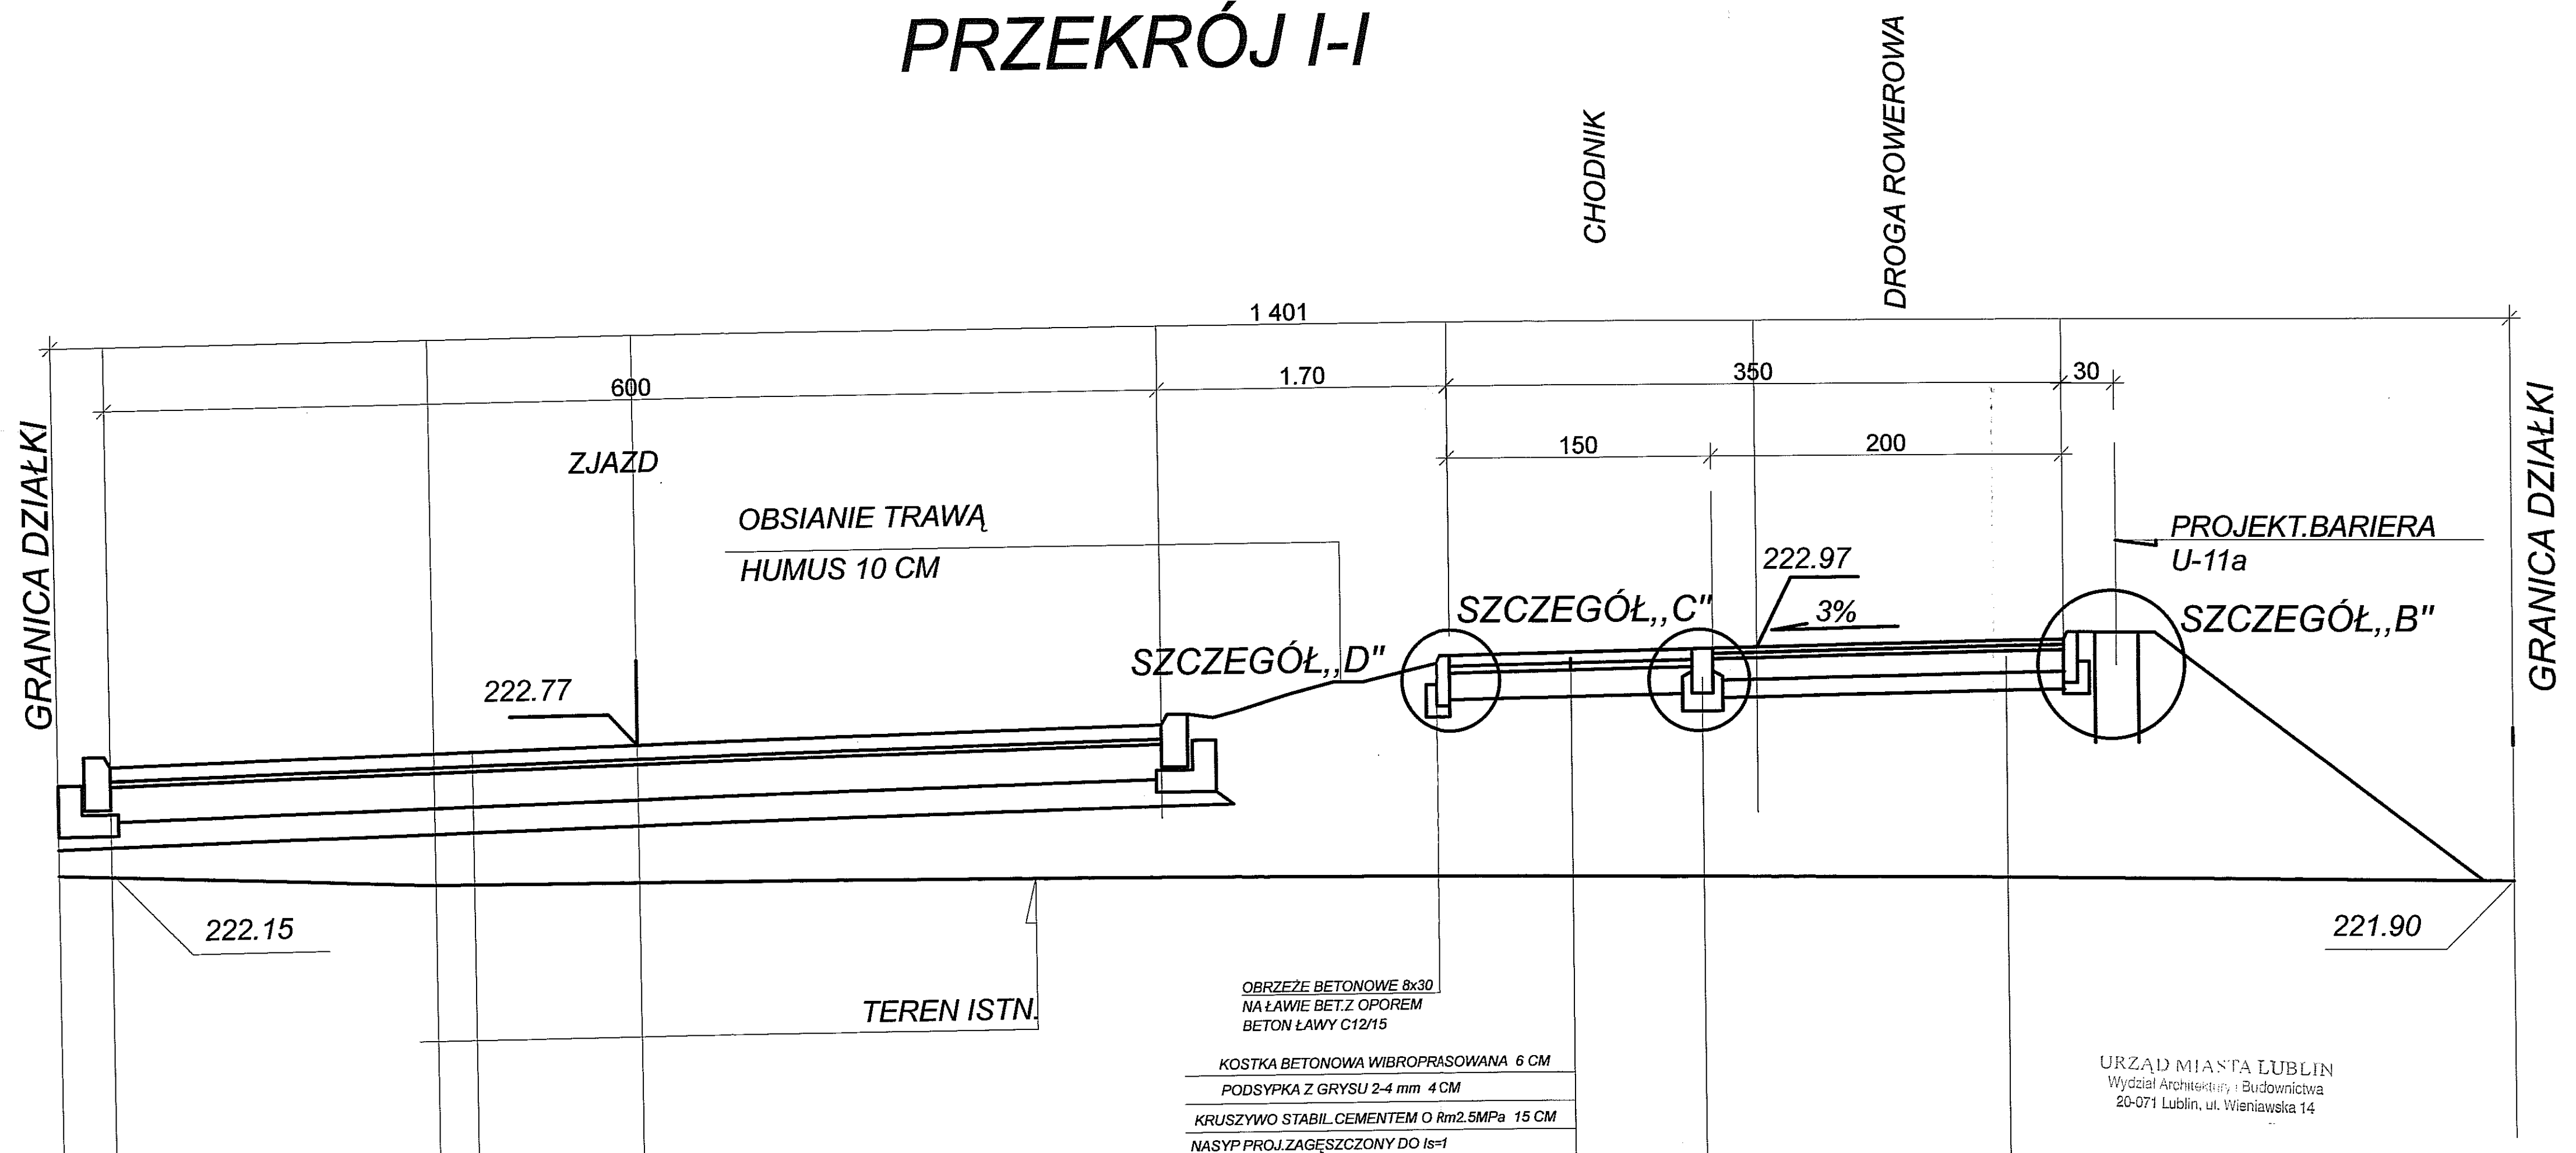 PRZEKRÓJ I-I
CHODNIK
DROGA ROWEROWA
1 401
600
1.70
350
30
150
200
GRANICA DZIAŁKI
GRANICA DZIAŁKI
ZJAZD
OBSIANIE TRAWĄ
HUMUS 10 CM
PROJEKT.BARIERA
U-11a
222.97
3%
SZCZEGÓŁ,,C"
SZCZEGÓŁ,,B"
SZCZEGÓŁ,,D"
222.77
222.15
221.90
TEREN ISTN.
OBRZEŻE BETONOWE 8x30
NA ŁAWIE BET.Z OPOREM
BETON ŁAWY C12/15
KOSTKA BETONOWA WIBROPRASOWANA 6 CM
PODSYPKA Z GRYSU 2-4 mm 4 CM
KRUSZYWO STABIL.CEMENTEM O Rm2.5MPa 15 CM
NASYP PROJ.ZAGĘSZCZONY DO Is=1
URZĄD MIASTA LUBLIN
Wydział Architektury i Budownictwa
20-071 Lublin, ul. Wieniawska 14